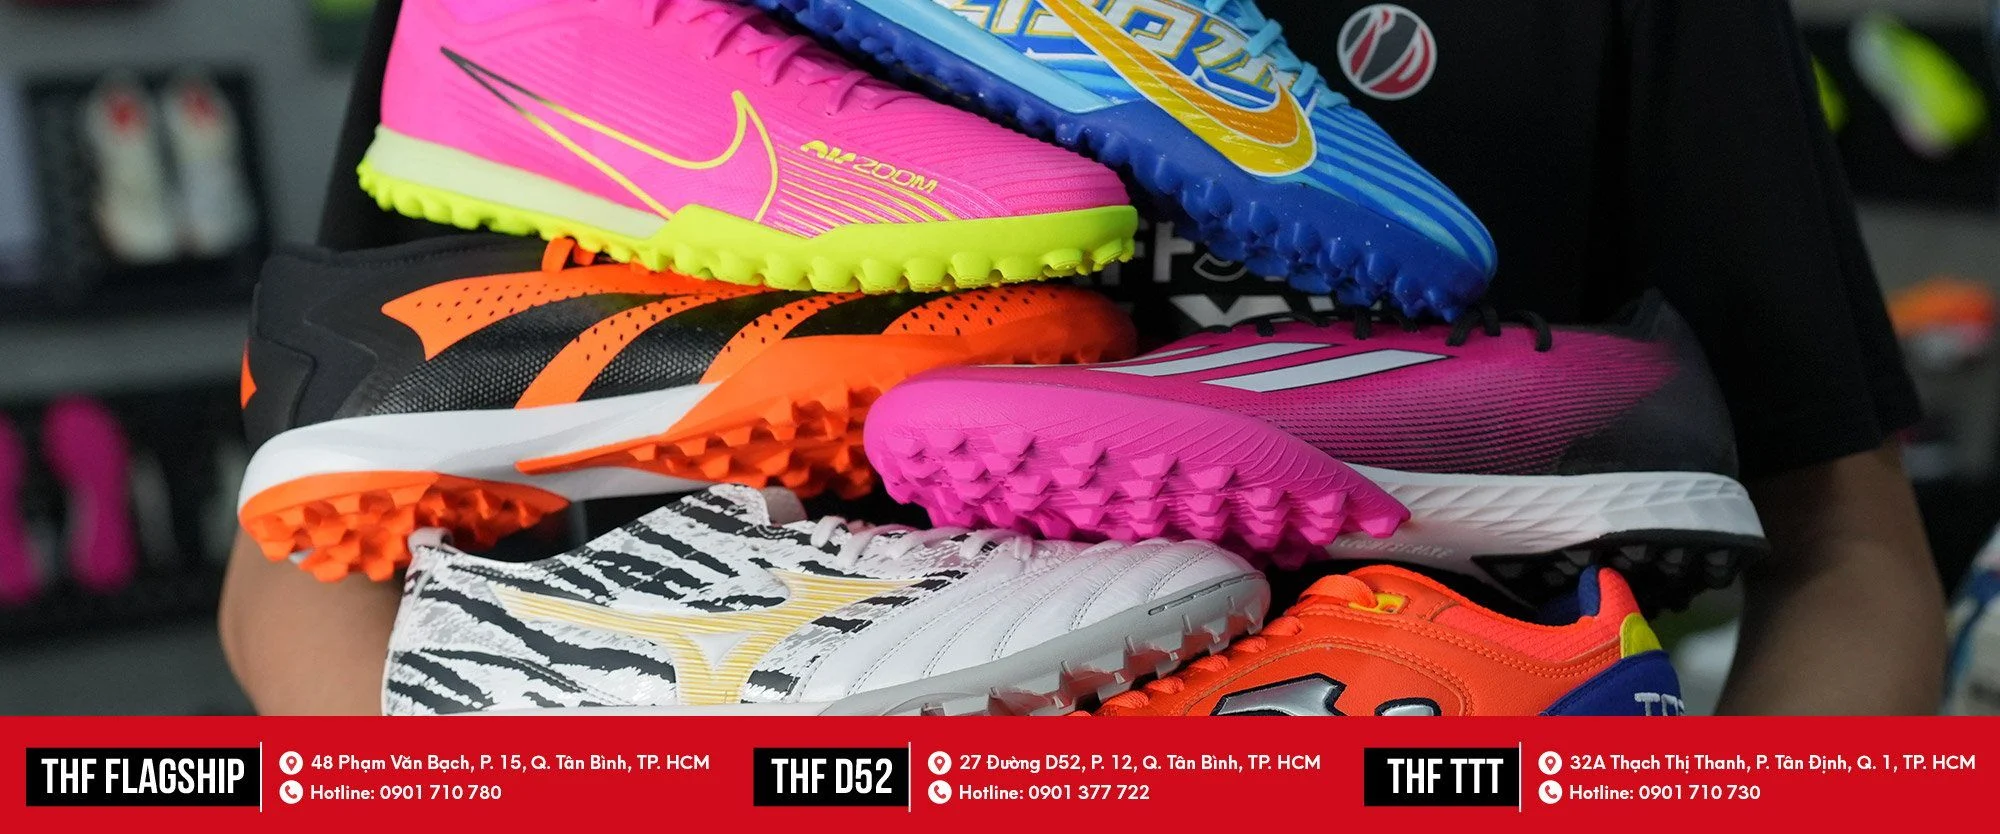 AIR ZOOM
THF FLAGSHIP
48 Phạm Văn Bạch, P. 15, Q. Tân Bình, TP. HCM
Hotline: 0901 710 780
THF D52
27 Đường D52, P. 12, Q. Tân Bình, TP. HCM
Hotline: 0901 377 722
THF TTT
32A Thạch Thị Thanh, P. Tân Định, Q. 1, TP. HCM
Hotline: 0901 710 730